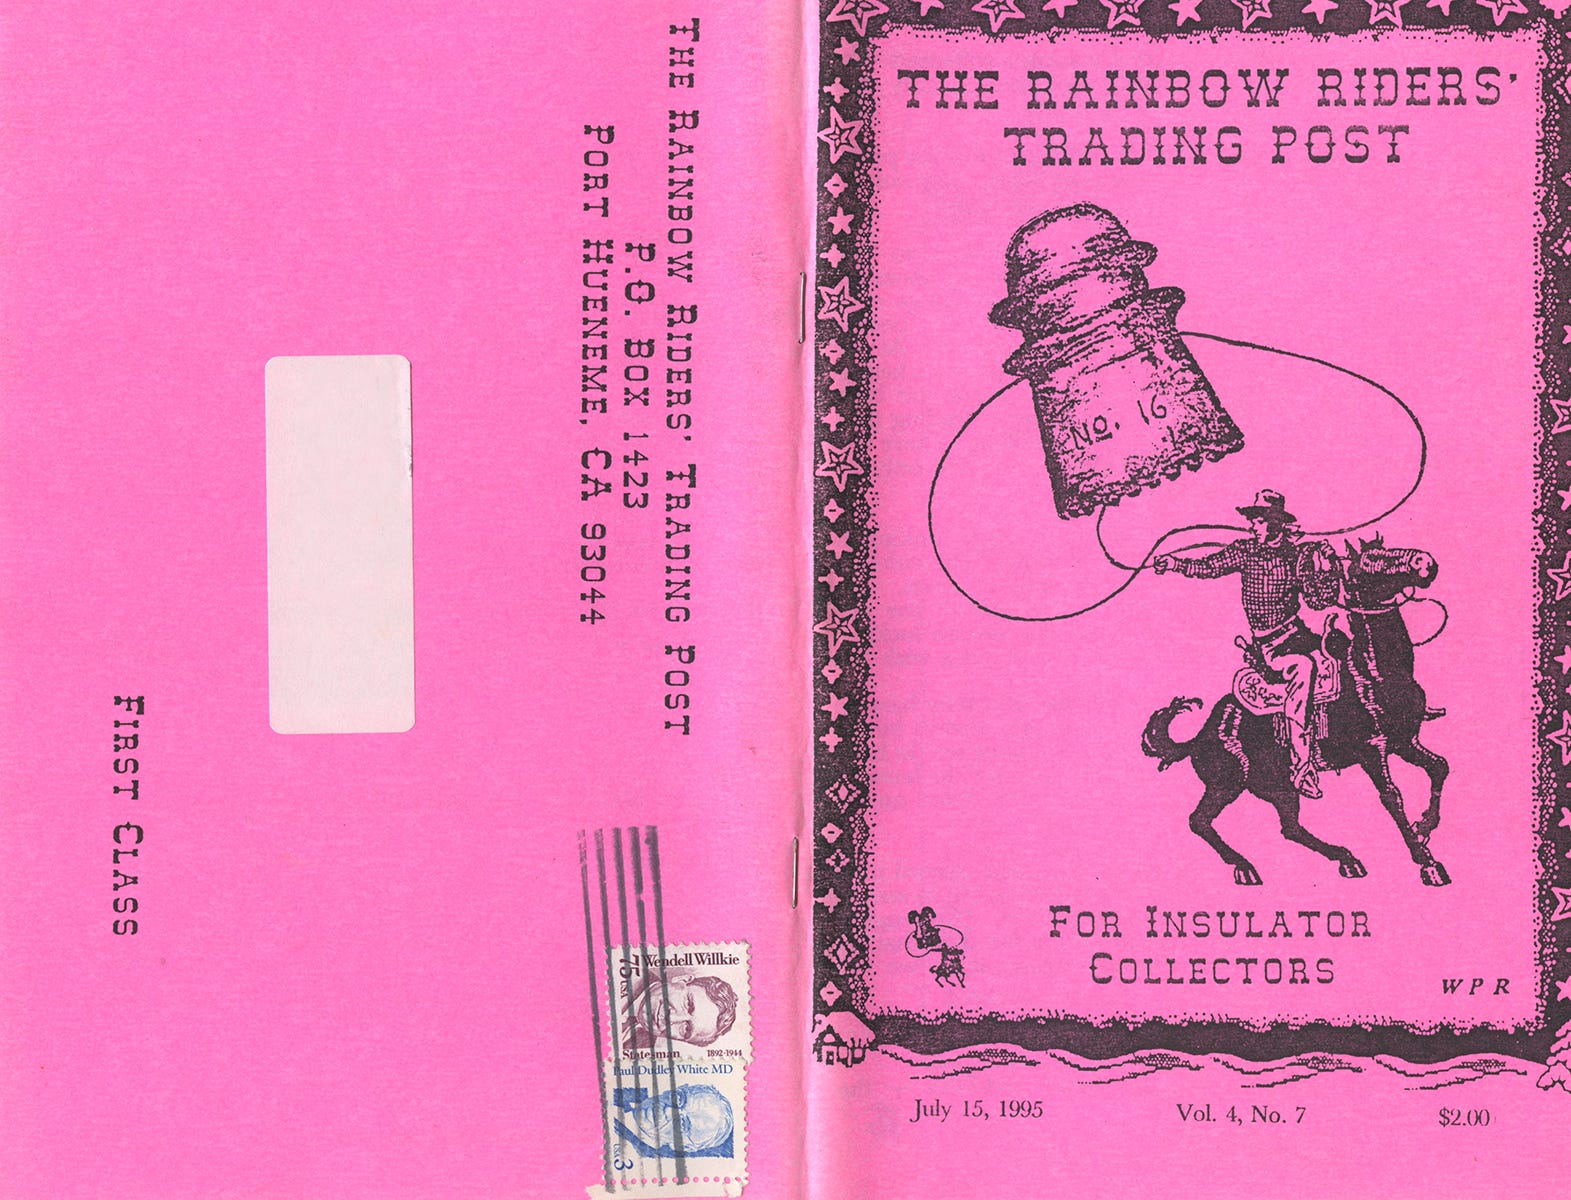 THE RAINBOW RIDERS' TRADING POST
P.O. BOX 1423
PORT HUENEME, CA 93044
FIRST CLASS
Wendell Willkie
75 USA
Statesman 1892-1944
Paul Dudley White MD
USA 3
THE RAINBOW RIDERS'
TRADING POST
NO. 16
FOR INSULATOR
COLLECTORS
WPR
July 15, 1995 Vol. 4, No. 7 $2.00